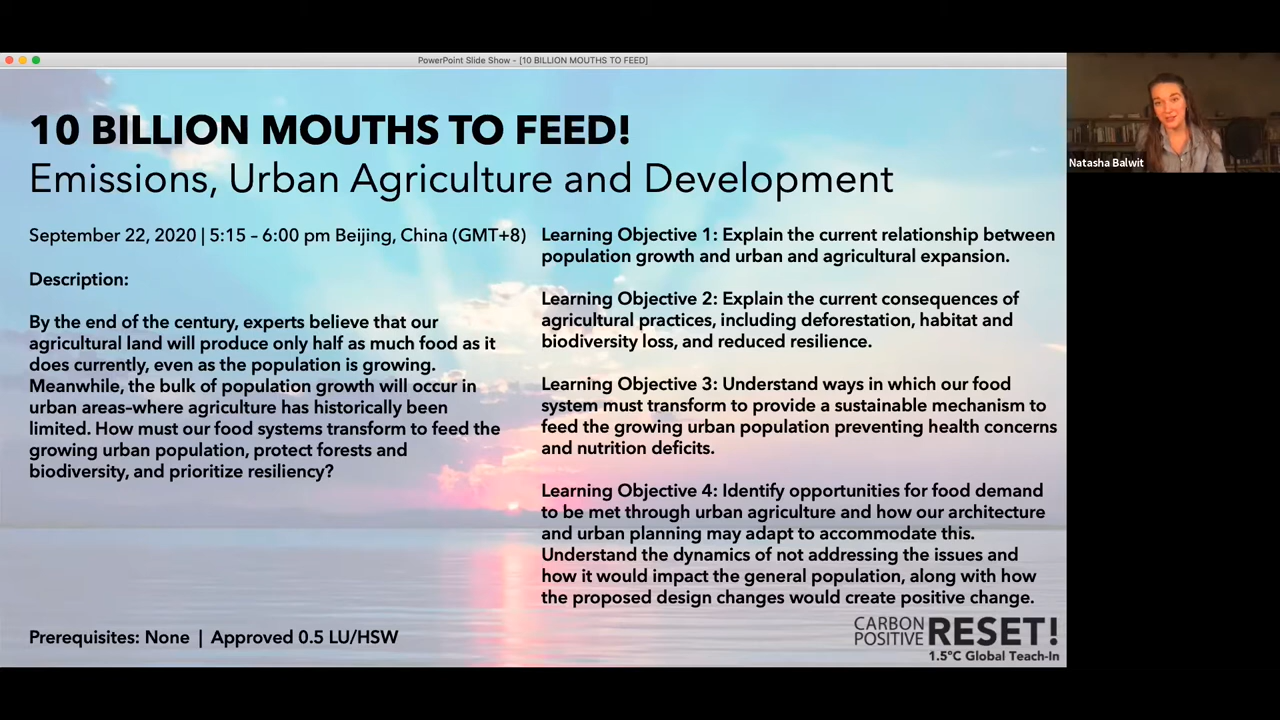 PowerPoint Slide Show - [10 BILLION MOUTHS TO FEED]
10 BILLION MOUTHS TO FEED!
Emissions, Urban Agriculture and Development
September 22, 2020 | 5:15 – 6:00 pm Beijing, China (GMT+8)
Description:
By the end of the century, experts believe that our
agricultural land will produce only half as much food as it
does currently, even as the population is growing.
Meanwhile, the bulk of population growth will occur in
urban areas–where agriculture has historically been
limited. How must our food systems transform to feed the
growing urban population, protect forests and
biodiversity, and prioritize resiliency?
Prerequisites: None | Approved 0.5 LU/HSW
Learning Objective 1: Explain the current relationship between
population growth and urban and agricultural expansion.
Learning Objective 2: Explain the current consequences of
agricultural practices, including deforestation, habitat and
biodiversity loss, and reduced resilience.
Learning Objective 3: Understand ways in which our food
system must transform to provide a sustainable mechanism to
feed the growing urban population preventing health concerns
and nutrition deficits.
Learning Objective 4: Identify opportunities for food demand
to be met through urban agriculture and how our architecture
and urban planning may adapt to accommodate this.
Understand the dynamics of not addressing the issues and
how it would impact the general population, along with how
the proposed design changes would create positive change.
CARBON
POSITIVE RESET!
1.5°C Global Teach-In
Natasha Balwit